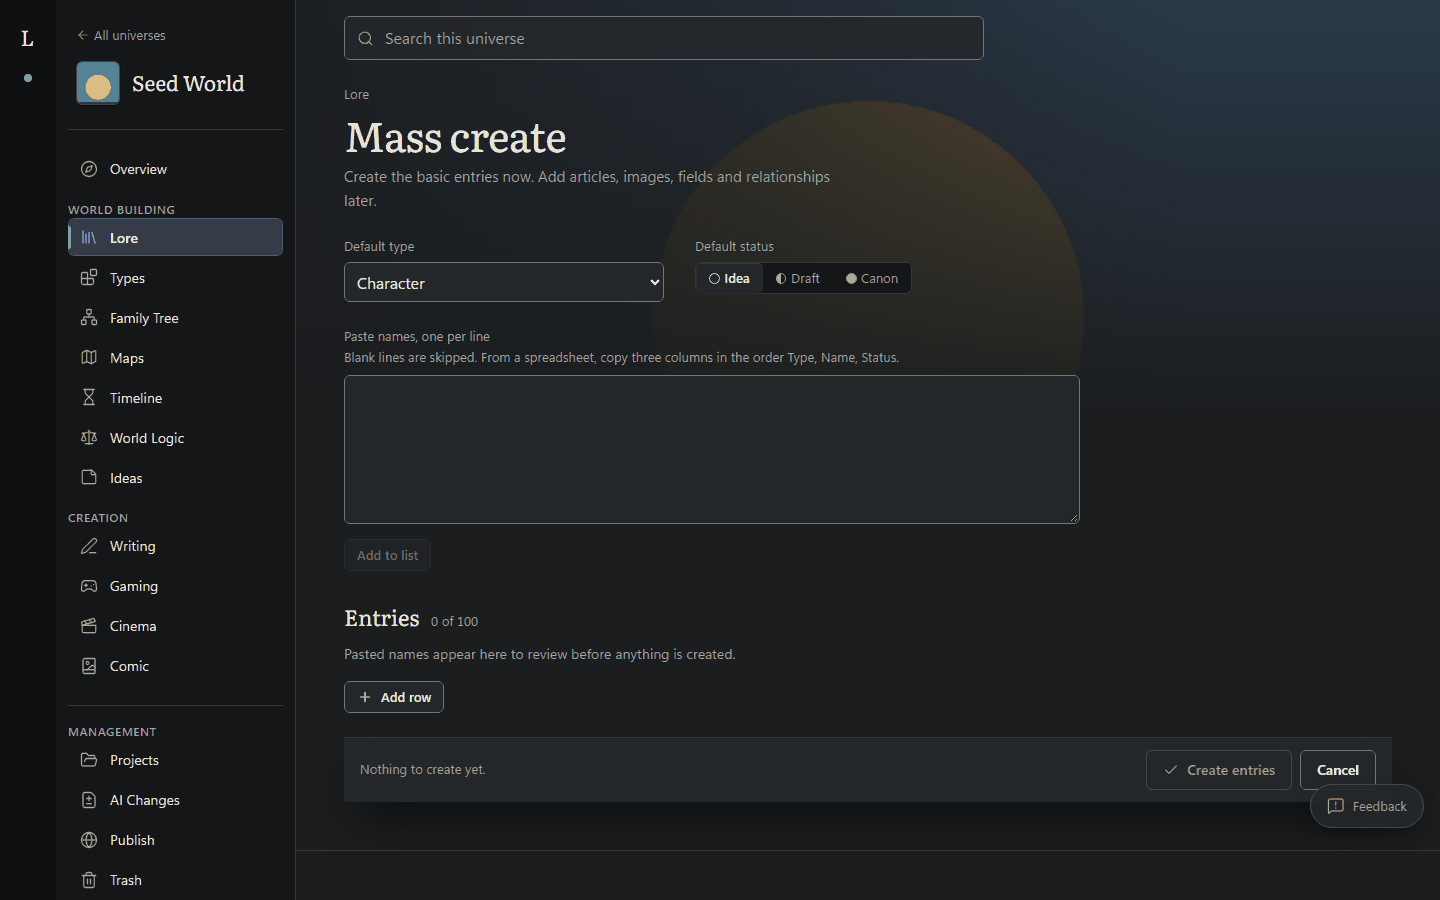 L
All universes
Seed World
Overview
WORLD BUILDING
Lore
Types
Family Tree
Maps
Timeline
World Logic
Ideas
CREATION
Writing
Gaming
Cinema
Comic
MANAGEMENT
Projects
AI Changes
Publish
Trash
Search this universe
Lore
Mass create
Create the basic entries now. Add articles, images, fields and relationships
later.
Default type
Default status
Character
Idea Draft Canon
Paste names, one per line
Blank lines are skipped. From a spreadsheet, copy three columns in the order Type, Name, Status.
Add to list
Entries 0 of 100
Pasted names appear here to review before anything is created.
Add row
Nothing to create yet.
Create entries
Cancel
Feedback